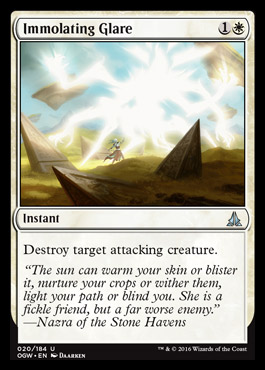 Immolating Glare 1
Instant
Destroy target attacking creature.
“The sun can warm your skin or blister
it, nurture your crops or wither them,
light your path or blind you. She is a
fickle friend, but a far worse enemy.”
—Nazra of the Stone Havens
020/184 U
OGW • EN DAARKEN
™ & © 2016 Wizards of the Coast